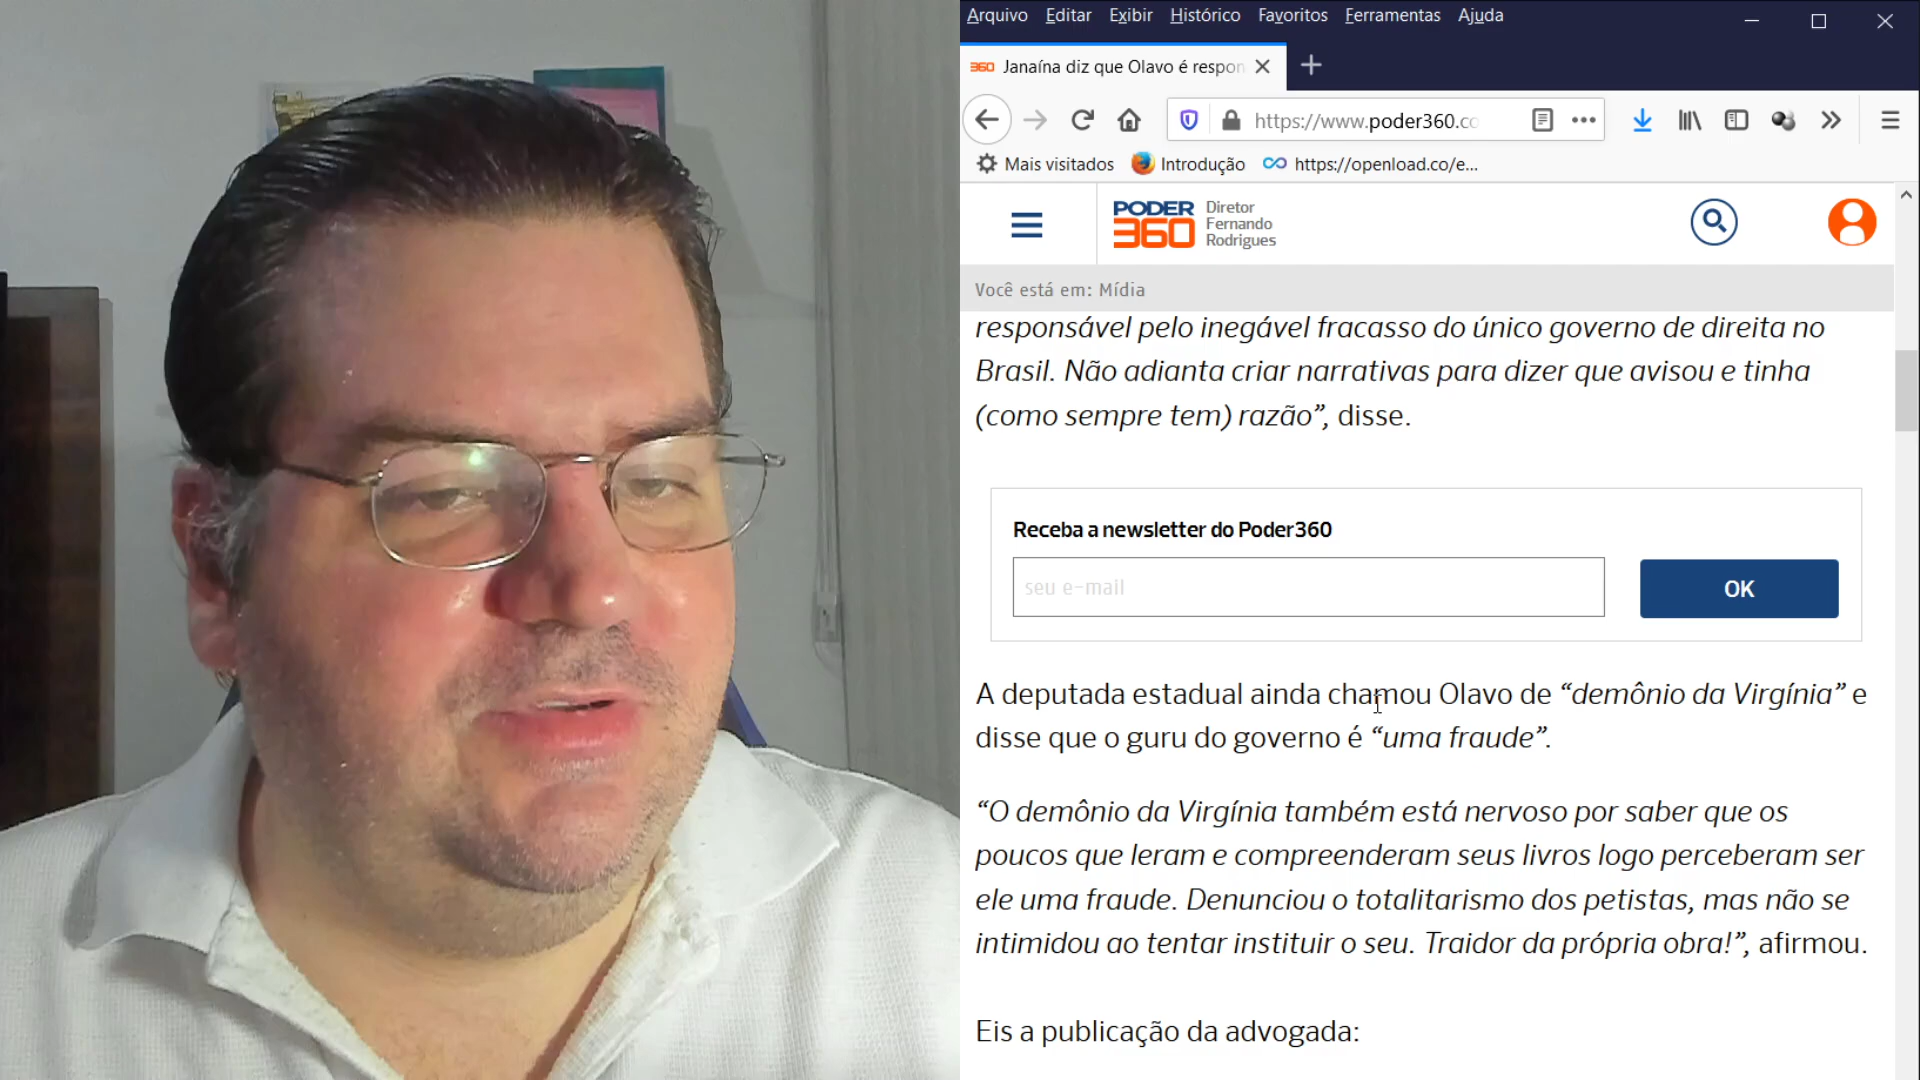 Arquivo Editar Exibir Histórico Favoritos Ferramentas Ajuda
360 Janaína diz que Olavo é respon
https://www.poder360.co
Mais visitados Introdução https://openload.co/e...
PODER
360
Diretor
Fernando
Rodrigues
Você está em: Mídia
responsável pelo inegável fracasso do único governo de direita no
Brasil. Não adianta criar narrativas para dizer que avisou e tinha
(como sempre tem) razão”, disse.
Receba a newsletter do Poder360
seu e-mail
OK
A deputada estadual ainda chamou Olavo de “demônio da Virgínia” e
disse que o guru do governo é “uma fraude”.
“O demônio da Virgínia também está nervoso por saber que os
poucos que leram e compreenderam seus livros logo perceberam ser
ele uma fraude. Denunciou o totalitarismo dos petistas, mas não se
intimidou ao tentar instituir o seu. Traidor da própria obra!”, afirmou.
Eis a publicação da advogada: